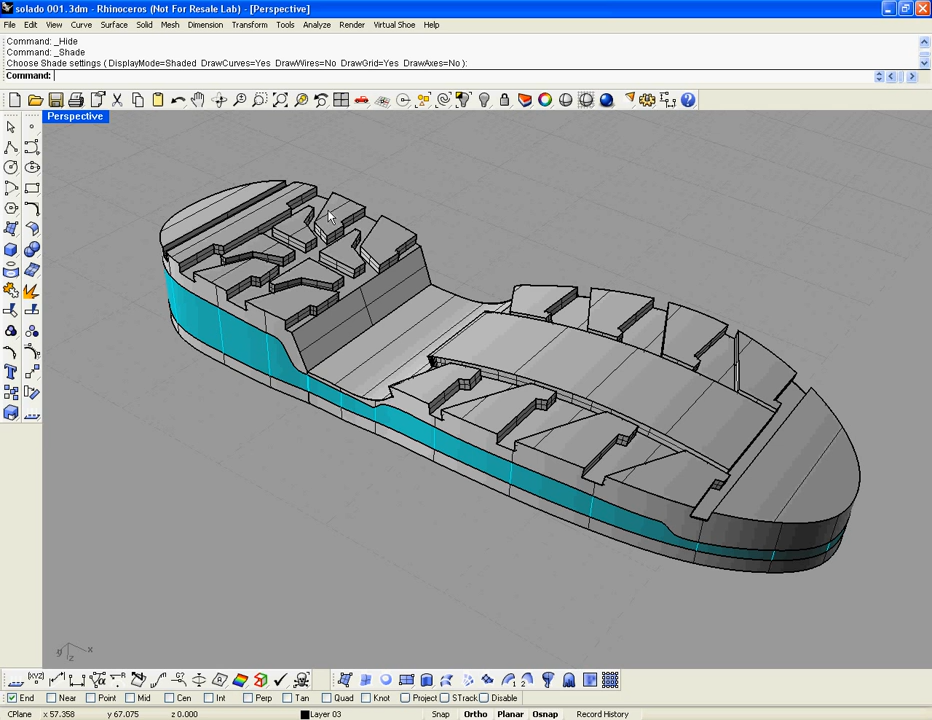 solado 001.3dm - Rhinoceros (Not For Resale Lab) - [Perspective]
File Edit View Curve Surface Solid Mesh Dimension Transform Tools Analyze Render Virtual Shoe Help
Command: _Hide
Command: _Shade
Choose Shade settings ( DisplayMode=Shaded DrawCurves=Yes DrawWires=No DrawGrid=Yes DrawAxes=No ):
Command:
Perspective
y z x
End Near Point Mid Cen Int Perp Tan Quad Knot Project STrack Disable
CPlane x 57.358 y 67.075 z 0.000 Layer 03 Snap Ortho Planar Osnap Record History